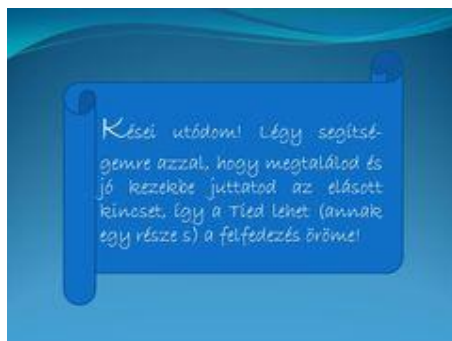 Kései utódom! Légy segítsé-
gemre azzal, hogy megtalálod és
jó kezekbe juttatod az elásott
kincset, így a Tied lehet (annak
egy része s) a felfedezés öröme!